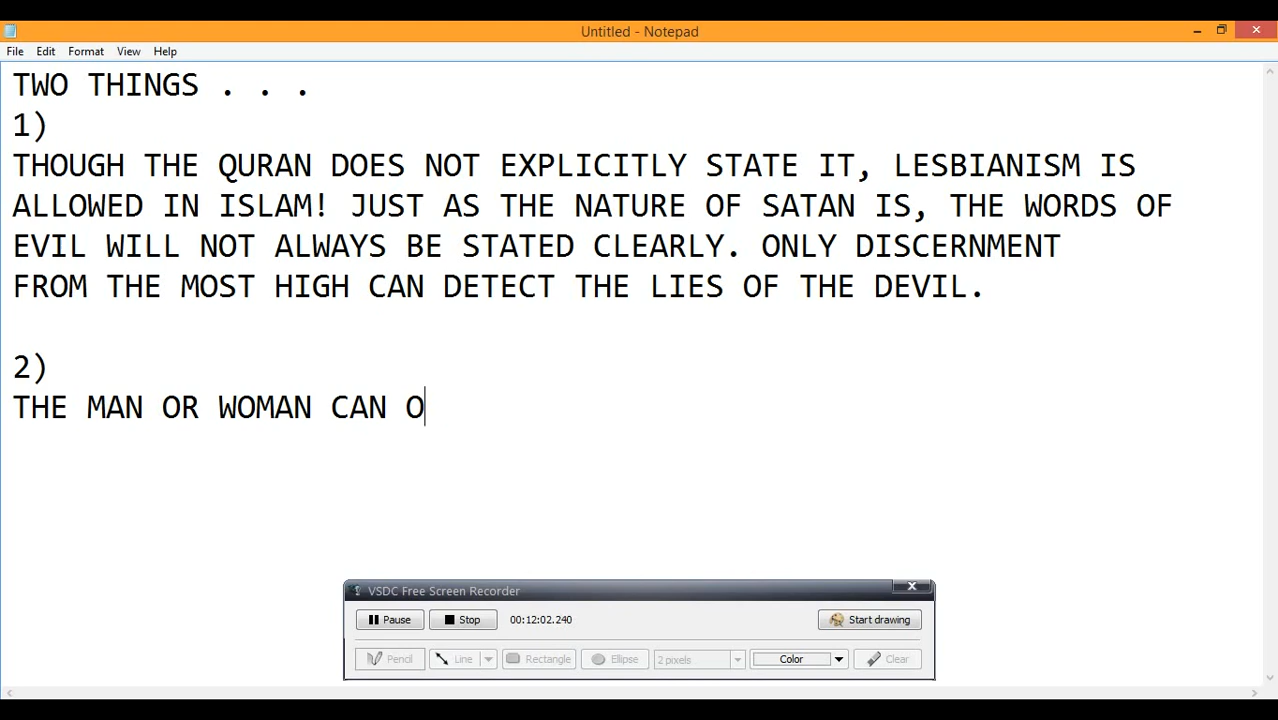 Untitled - Notepad
File Edit Format View Help
TWO THINGS . . .
1)
THOUGH THE QURAN DOES NOT EXPLICITLY STATE IT, LESBIANISM IS
ALLOWED IN ISLAM! JUST AS THE NATURE OF SATAN IS, THE WORDS OF
EVIL WILL NOT ALWAYS BE STATED CLEARLY. ONLY DISCERNMENT
FROM THE MOST HIGH CAN DETECT THE LIES OF THE DEVIL.
2)
THE MAN OR WOMAN CAN O
VSDC Free Screen Recorder
Pause Stop 00:12:02.240 Start drawing
Pencil Line Rectangle Ellipse 2 pixels Color Clear